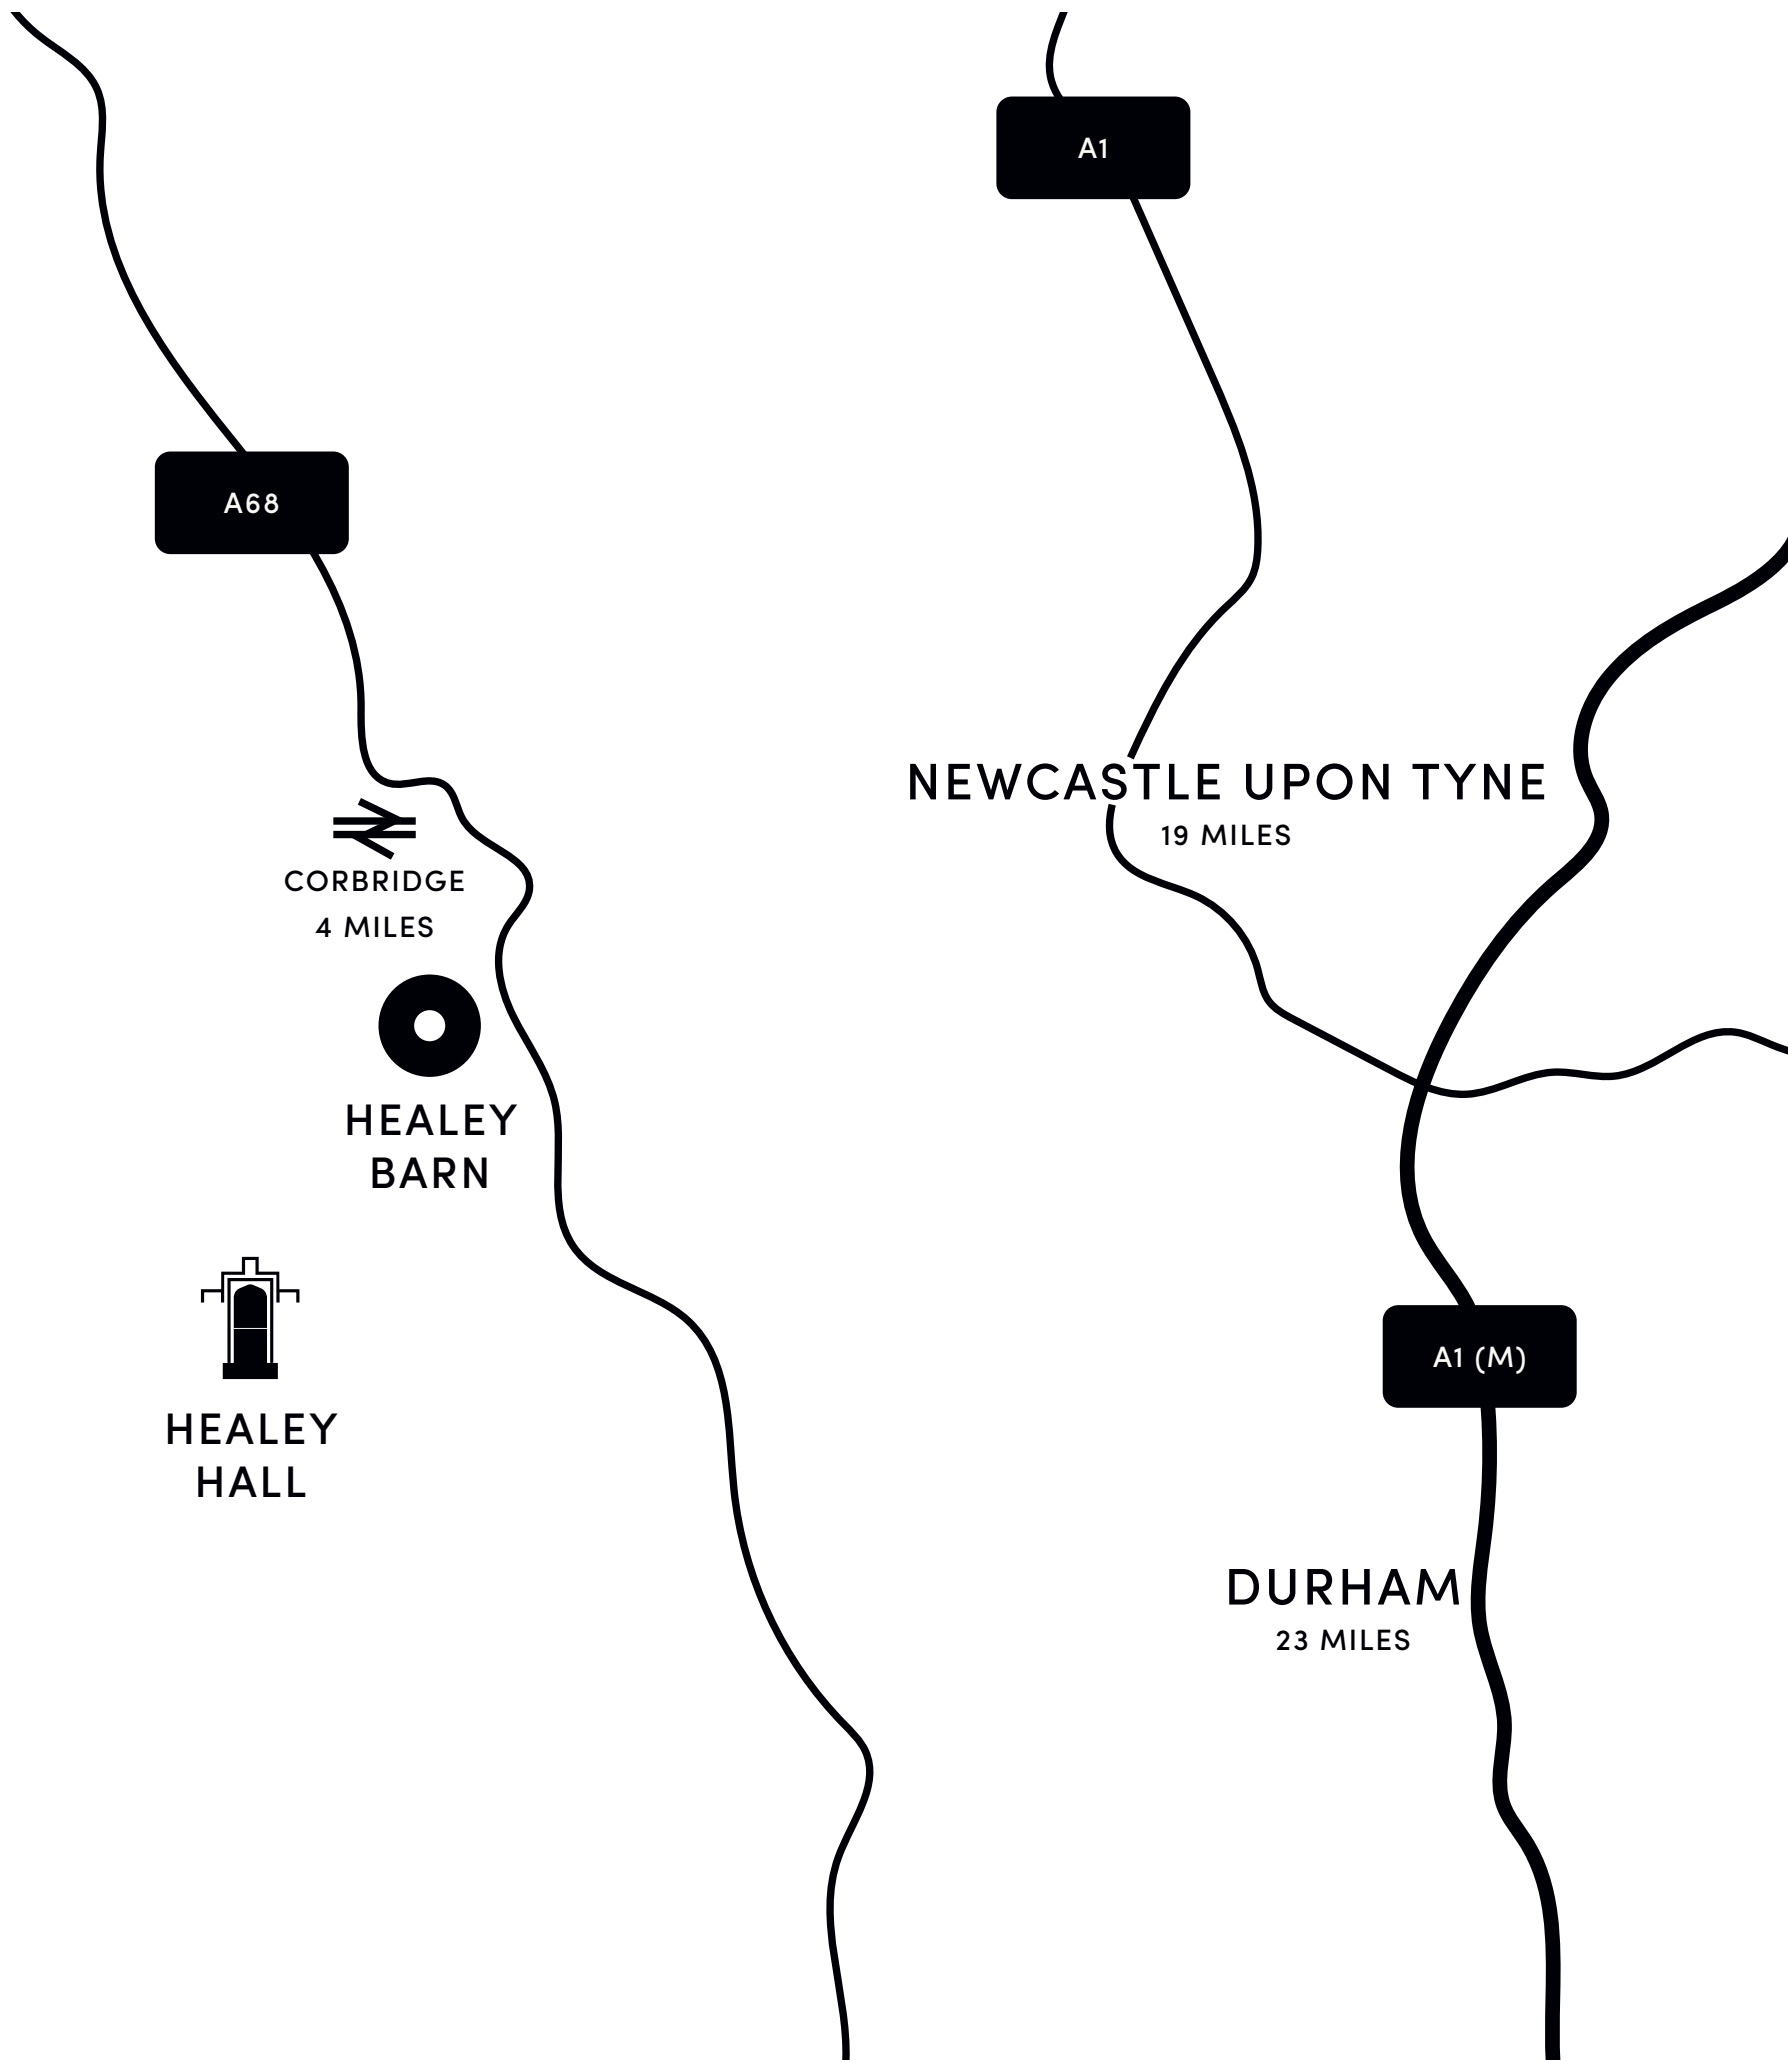 A1
A68
NEWCASTLE UPON TYNE
19 MILES
CORBRIDGE
4 MILES
HEALEY
BARN
HEALEY
HALL
A1 (M)
DURHAM
23 MILES